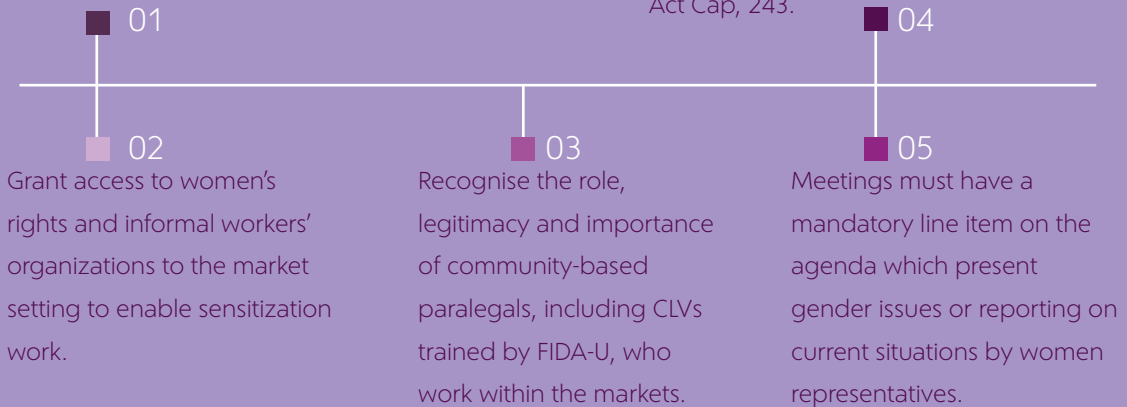 Act Cap, 243.
01
04
02
Grant access to women's
rights and informal workers'
organizations to the market
setting to enable sensitization
work.
03
Recognise the role,
legitimacy and importance
of community-based
paralegals, including CLVs
trained by FIDA-U, who
work within the markets.
05
Meetings must have a
mandatory line item on the
agenda which present
gender issues or reporting on
current situations by women
representatives.